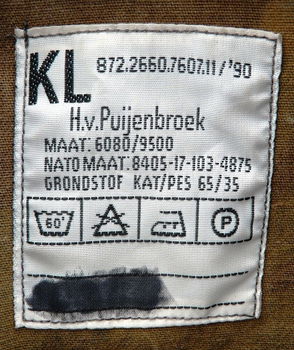 KL 872.2660.7607.11/'90
H.v.Puijenbroek
MAAT: 6080/9500
NATO MAAT: 8405-17-103-4875
GRONDSTOF KAT/PES 65/35
60° P